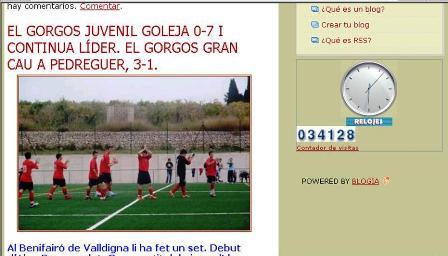 hay comentarios. Comentar.
EL GORGOS JUVENIL GOLEJA 0-7 I
CONTINUA LÍDER. EL GORGOS GRAN
CAU A PEDREGUER, 3-1.
Al Benifairó de Valldigna li ha fet un set. Debut
¿Qué es un blog?
Crear tu blog
¿Qué es RSS?
RELOJES
034128
Contador de visitas
POWERED BY BLOGIA